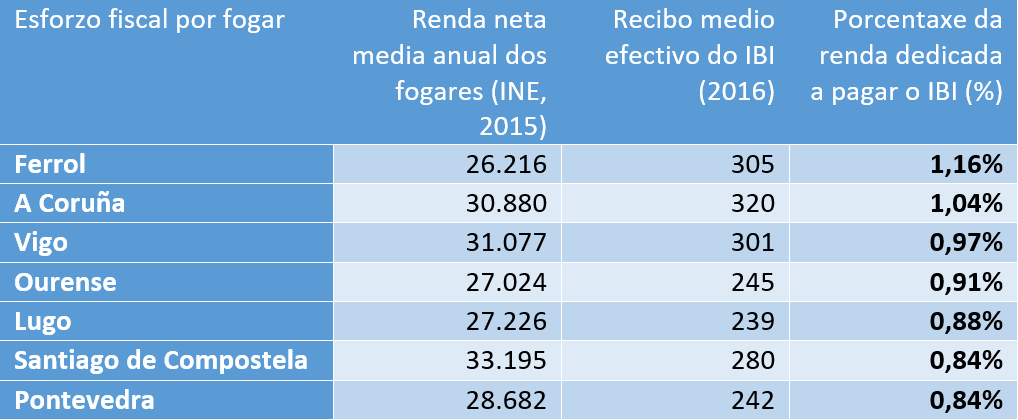 Esforzo fiscal por fogar Renda neta media anual dos fogares (INE, 2015) Recibo medio efectivo do IBI (2016) Porcentaxe da renda dedicada a pagar o IBI (%)
Ferrol 26.216 305 1,16%
A Coruña 30.880 320 1,04%
Vigo 31.077 301 0,97%
Ourense 27.024 245 0,91%
Lugo 27.226 239 0,88%
Santiago de Compostela 33.195 280 0,84%
Pontevedra 28.682 242 0,84%